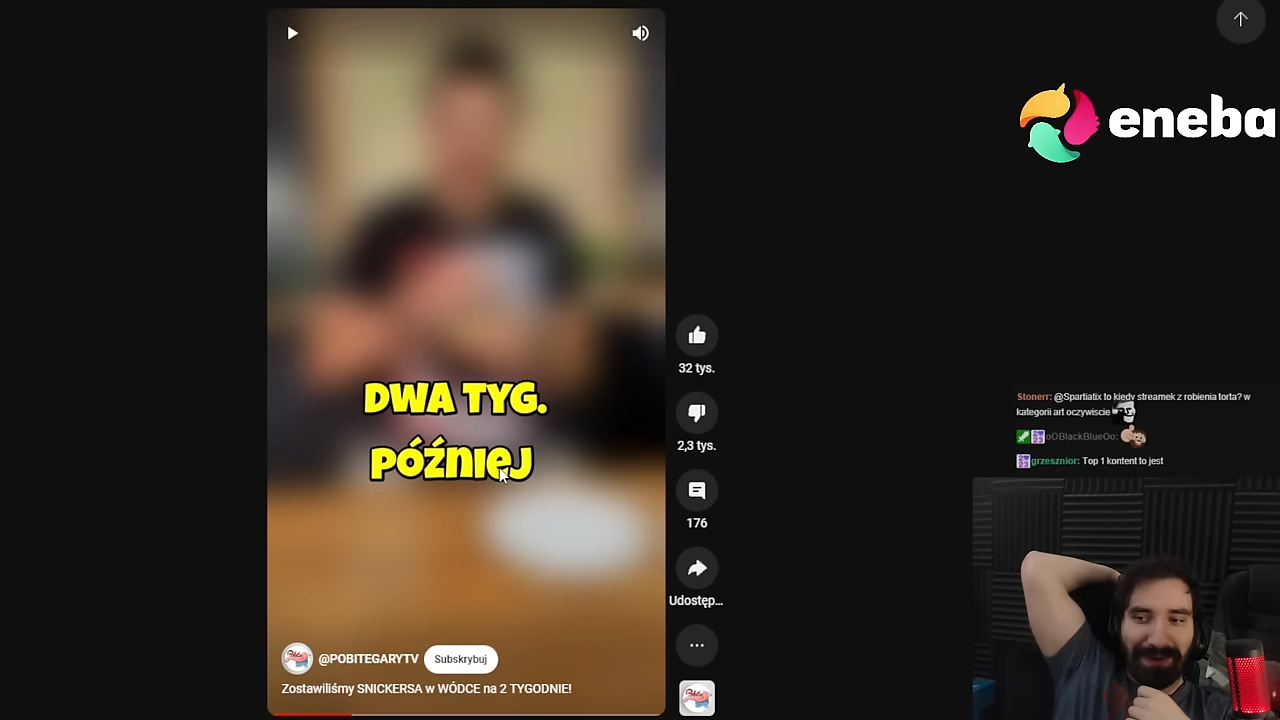 eneba
DWA TYG.
PÓŹNIEJ
32 tys.
2,3 tys.
176
Udostęp...
@POBITEGARYTV
Subskrybuj
Zostawiliśmy SNICKERSA w WÓDCE na 2 TYGODNIE!
Stonerr: @Spartiatix to kiedy streamek z robienia torta? w
kategorii art oczywiscie
oOBlackBlueOo:
grzesznior: Top 1 kontent to jest